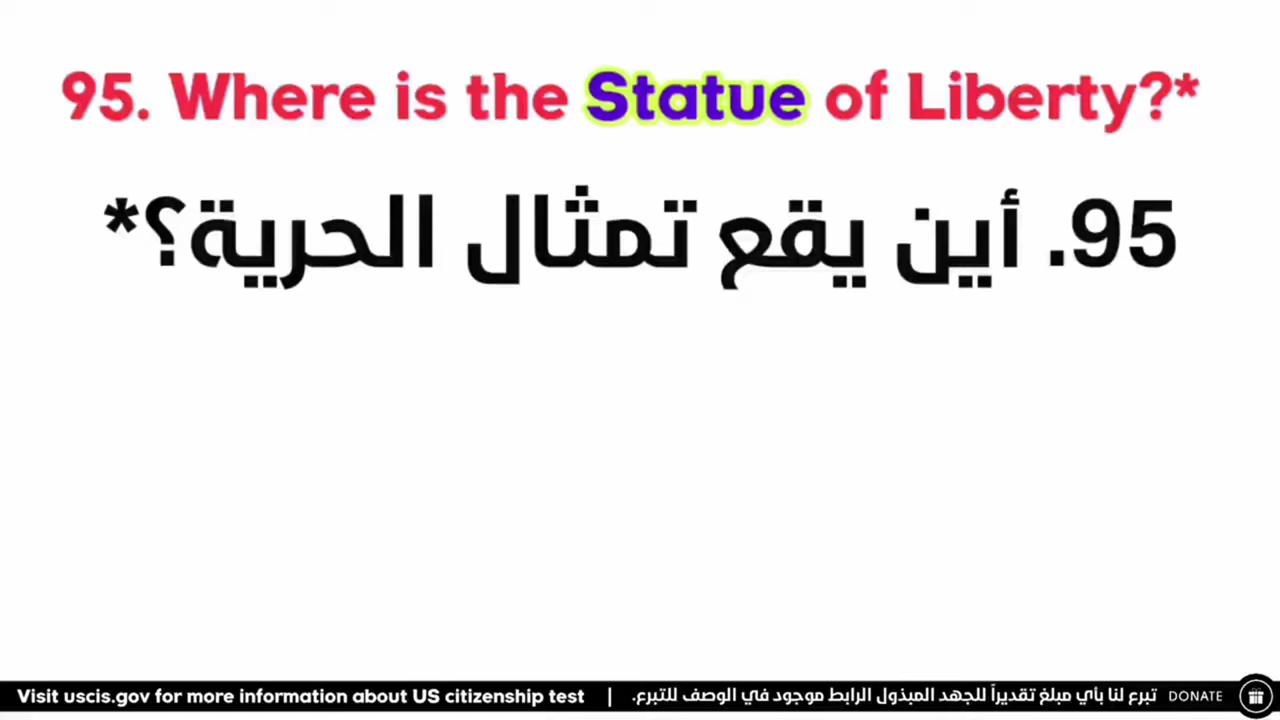 95. Where is the Statue of Liberty?*
95. أين يقع تمثال الحرية؟*
Visit uscis.gov for more information about US citizenship test | تبرع لنا بأي مبلغ تقديراً للجهد المبذول الرابط موجود في الوصف للتبرع. DONATE